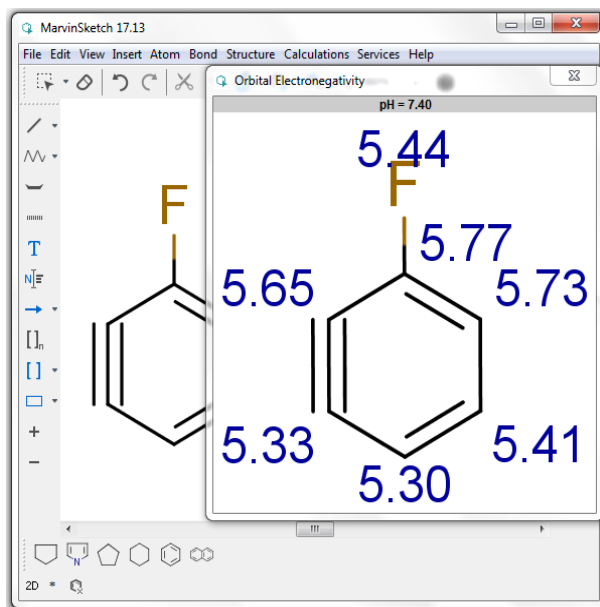 MarvinSketch 17.13
File Edit View Insert Atom Bond Structure Calculations Services Help
Orbital Electronegativity
pH = 7.40
5.44
F
F
5.77
5.65
5.73
5.33
5.41
5.30
T
N
[ ]n
[ ]
N
2D *